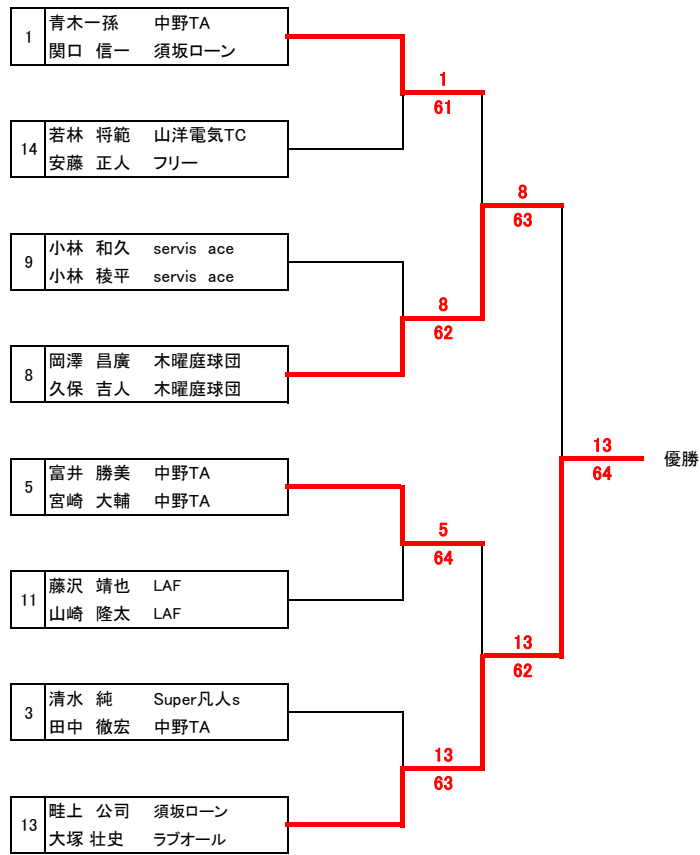 1 青木一孫 中野TA
関口 信一 須坂ローン
14 若林 将範 山洋電気TC
安藤 正人 フリー
9 小林 和久 servis ace
小林 稜平 servis ace
8 岡澤 昌廣 木曜庭球団
久保 吉人 木曜庭球団
5 富井 勝美 中野TA
宮崎 大輔 中野TA
11 藤沢 靖也 LAF
山崎 隆太 LAF
3 清水 純 Super凡人s
田中 徹宏 中野TA
13 畦上 公司 須坂ローン
大塚 壮史 ラブオール
1
61
8
62
5
64
13
63
8
63
13
62
13
64
優勝